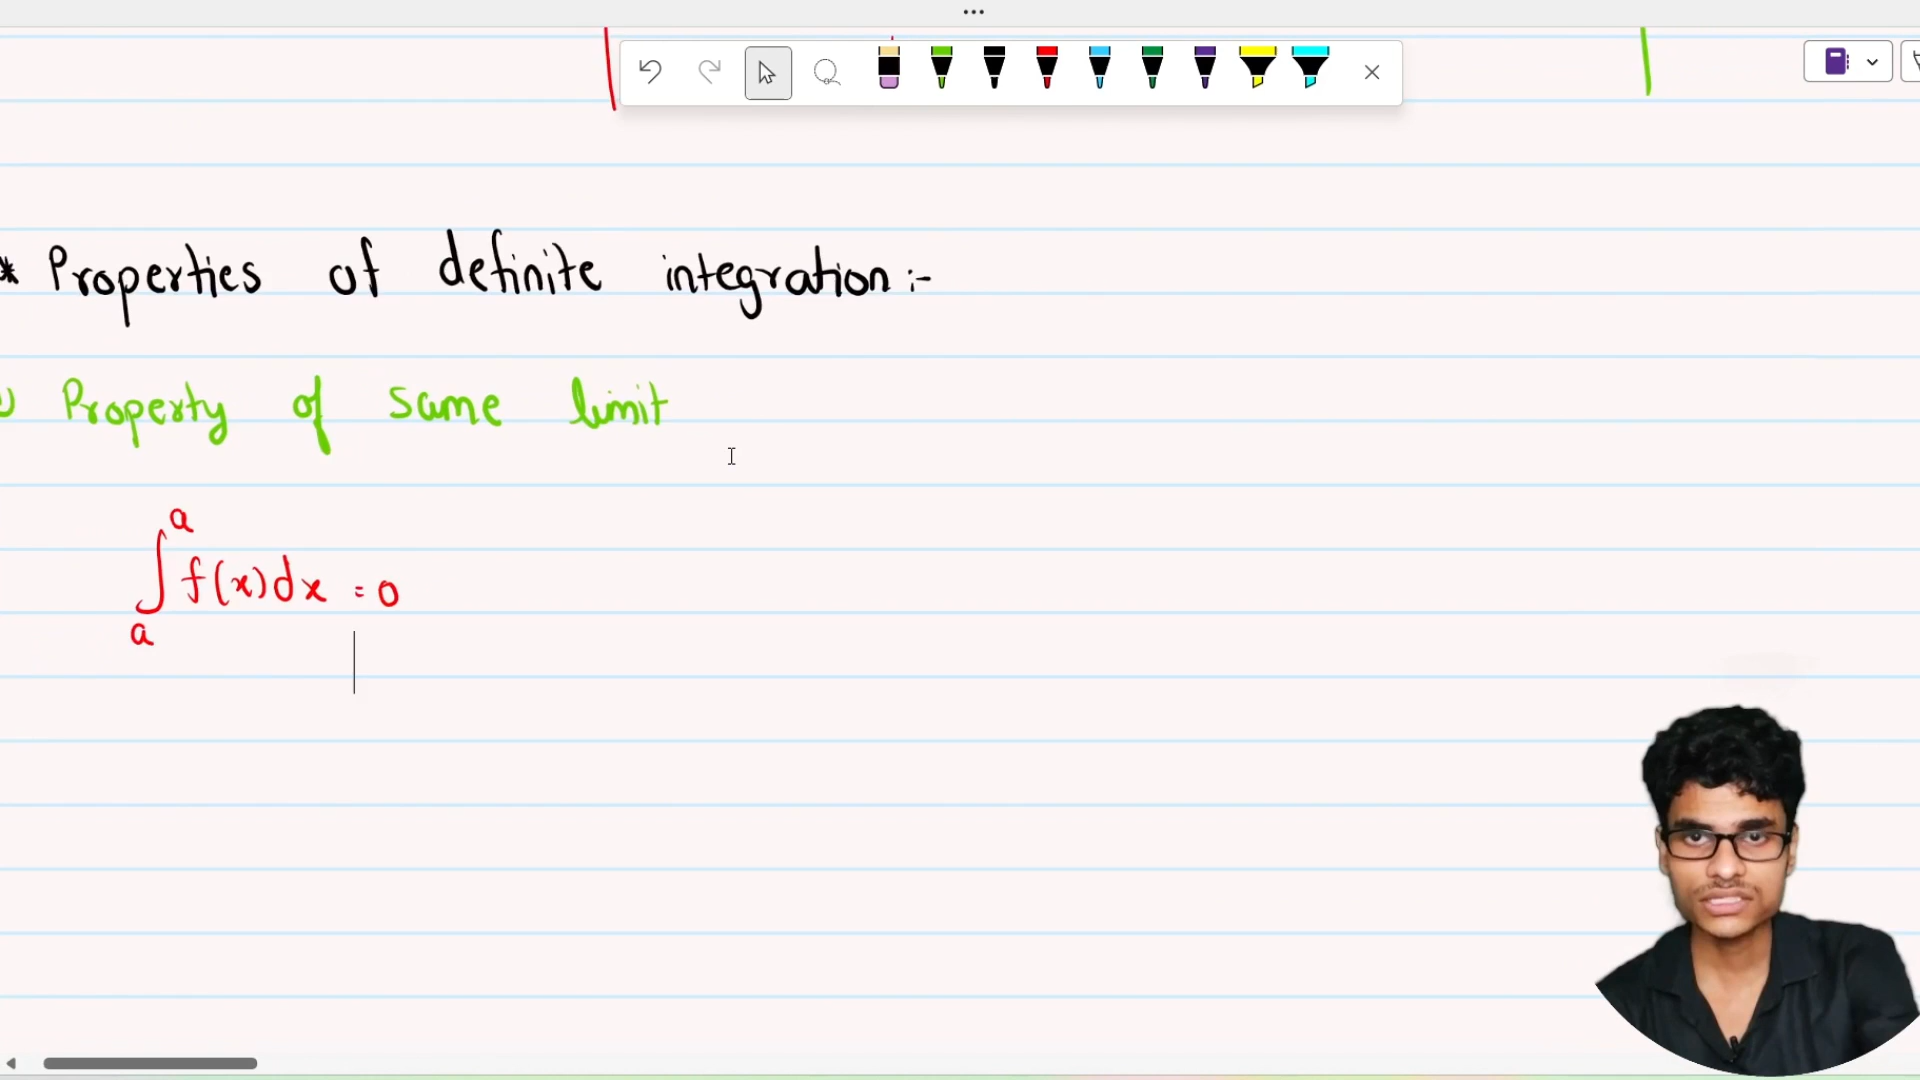 * Properties of definite integration :-
Property of same limit
∫ₐᵃ f(x)dx = 0